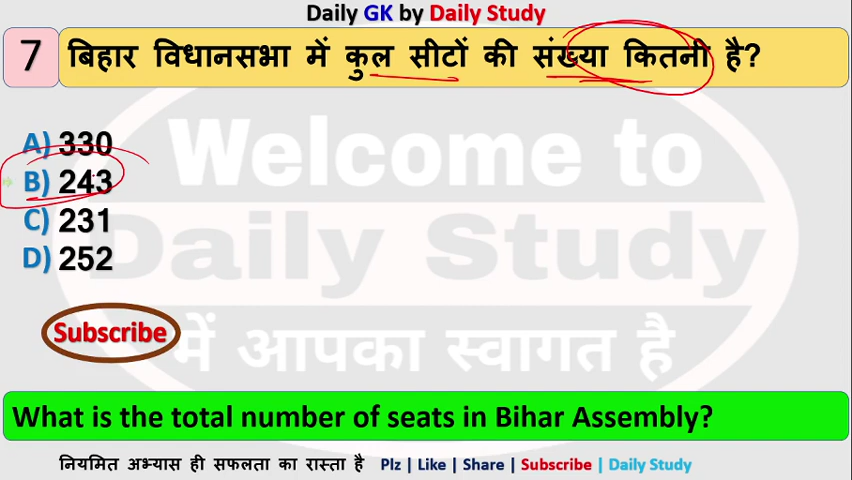 Daily GK by Daily Study
7 बिहार विधानसभा में कुल सीटों की संख्या कितनी है?
Welcome to
A) 330
B) 243
C) 231
D) 252
Daily Study
Subscribe
में आपका स्वागत है
What is the total number of seats in Bihar Assembly?
नियमित अभ्यास ही सफलता का रास्ता है Plz | Like | Share | Subscribe | Daily Study